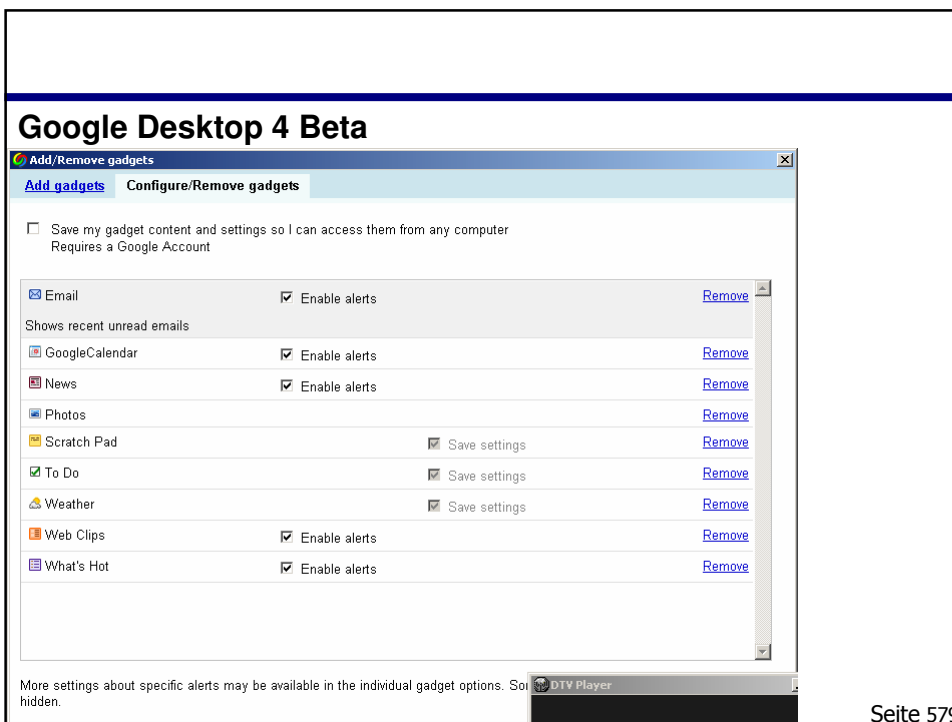 Google Desktop 4 Beta
Add/Remove gadgets
Add gadgets Configure/Remove gadgets
Save my gadget content and settings so I can access them from any computer
Requires a Google Account
Email Enable alerts Remove
Shows recent unread emails
GoogleCalendar Enable alerts Remove
News Enable alerts Remove
Photos Remove
Scratch Pad Save settings Remove
To Do Save settings Remove
Weather Save settings Remove
Web Clips Enable alerts Remove
What's Hot Enable alerts Remove
More settings about specific alerts may be available in the individual gadget options.
DTV Player
hidden.
Seite 579